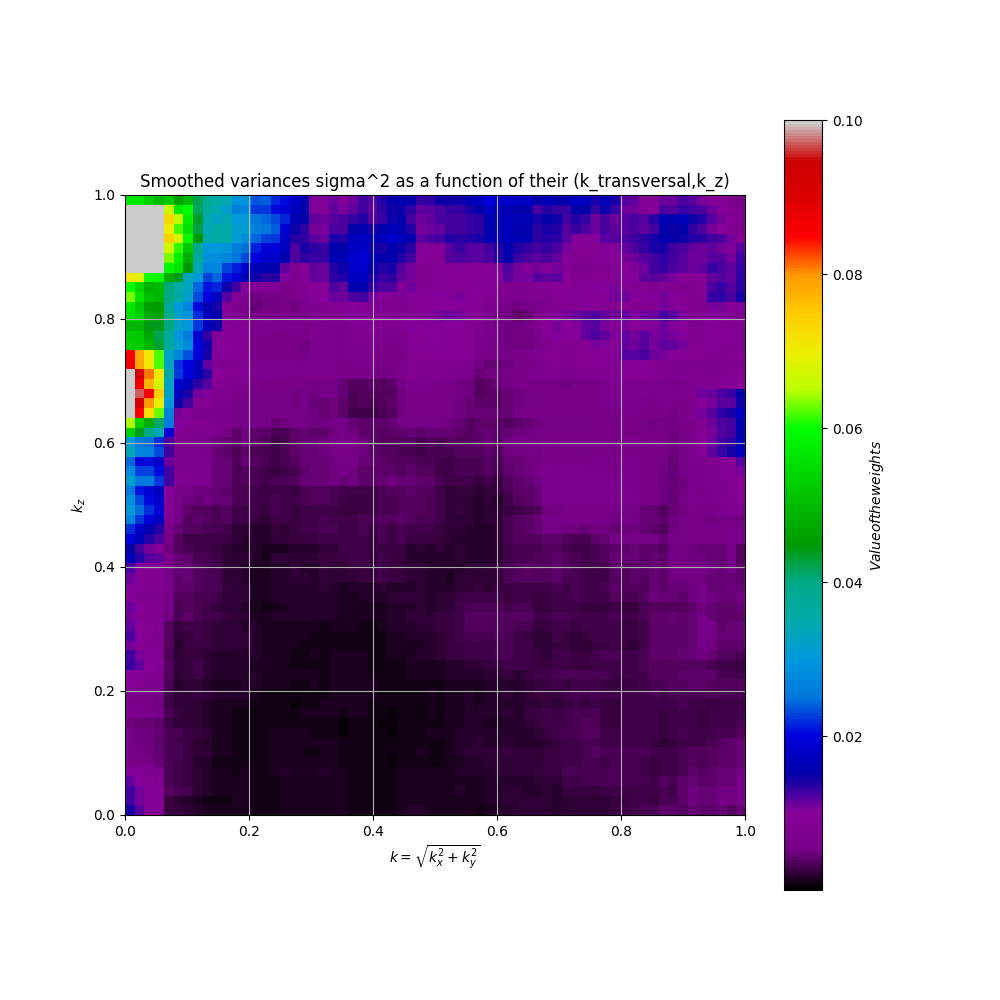 Smoothed variances sigma^2 as a function of their (k_transversal,k_z)
1.0
0.8
0.6
0.4
0.2
0.0
k_z
0.0 0.2 0.4 0.6 0.8 1.0
k = √(k_x^2 + k_y^2)
0.10
0.08
0.06
0.04
0.02
Valueoftheweights